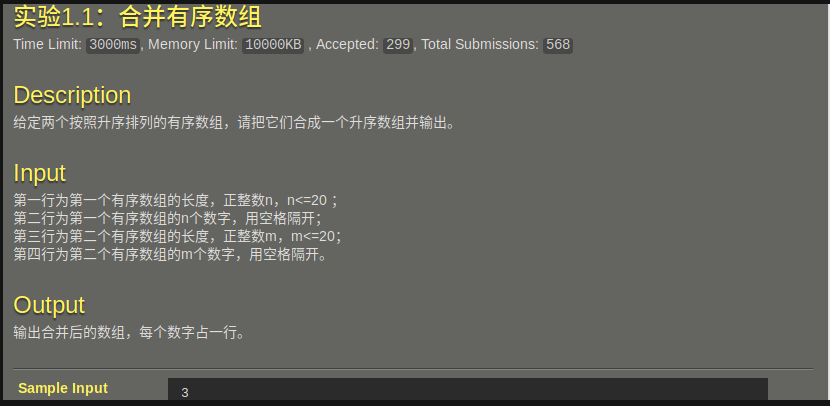 实验1.1：合并有序数组
Time Limit: 3000ms, Memory Limit: 10000KB , Accepted: 299, Total Submissions: 568
Description
给定两个按照升序排列的有序数组，请把它们合成一个升序数组并输出。
Input
第一行为第一个有序数组的长度，正整数n，n<=20 ；
第二行为第一个有序数组的n个数字，用空格隔开；
第三行为第二个有序数组的长度，正整数m，m<=20；
第四行为第二个有序数组的m个数字，用空格隔开。
Output
输出合并后的数组，每个数字占一行。
Sample Input
3